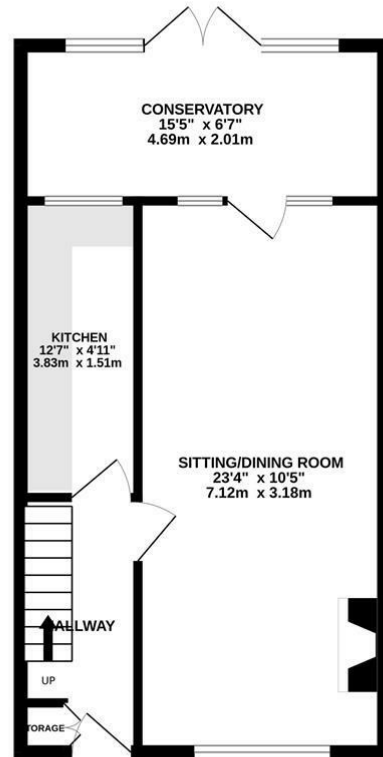 CONSERVATORY
15'5" x 6'7"
4.69m x 2.01m
KITCHEN
12'7" x 4'11"
3.83m x 1.51m
SITTING/DINING ROOM
23'4" x 10'5"
7.12m x 3.18m
ALLWAY
UP
TORAGE